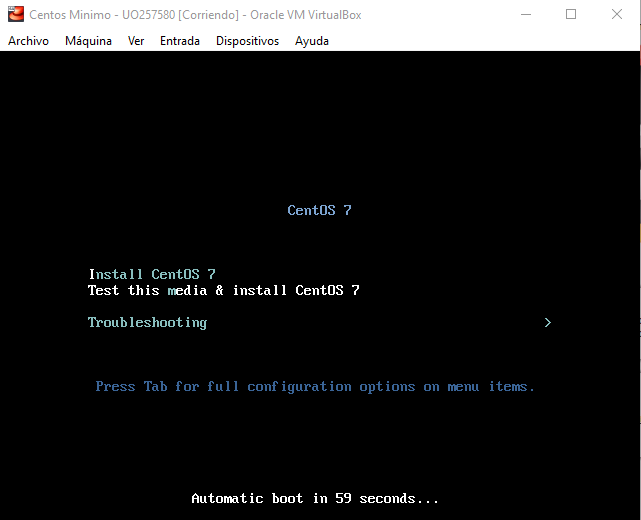 Centos Minimo - UO257580 [Corriendo] - Oracle VM VirtualBox
Archivo Máquina Ver Entrada Dispositivos Ayuda
CentOS 7
Install CentOS 7
Test this media & install CentOS 7
Troubleshooting >
Press Tab for full configuration options on menu items.
Automatic boot in 59 seconds...